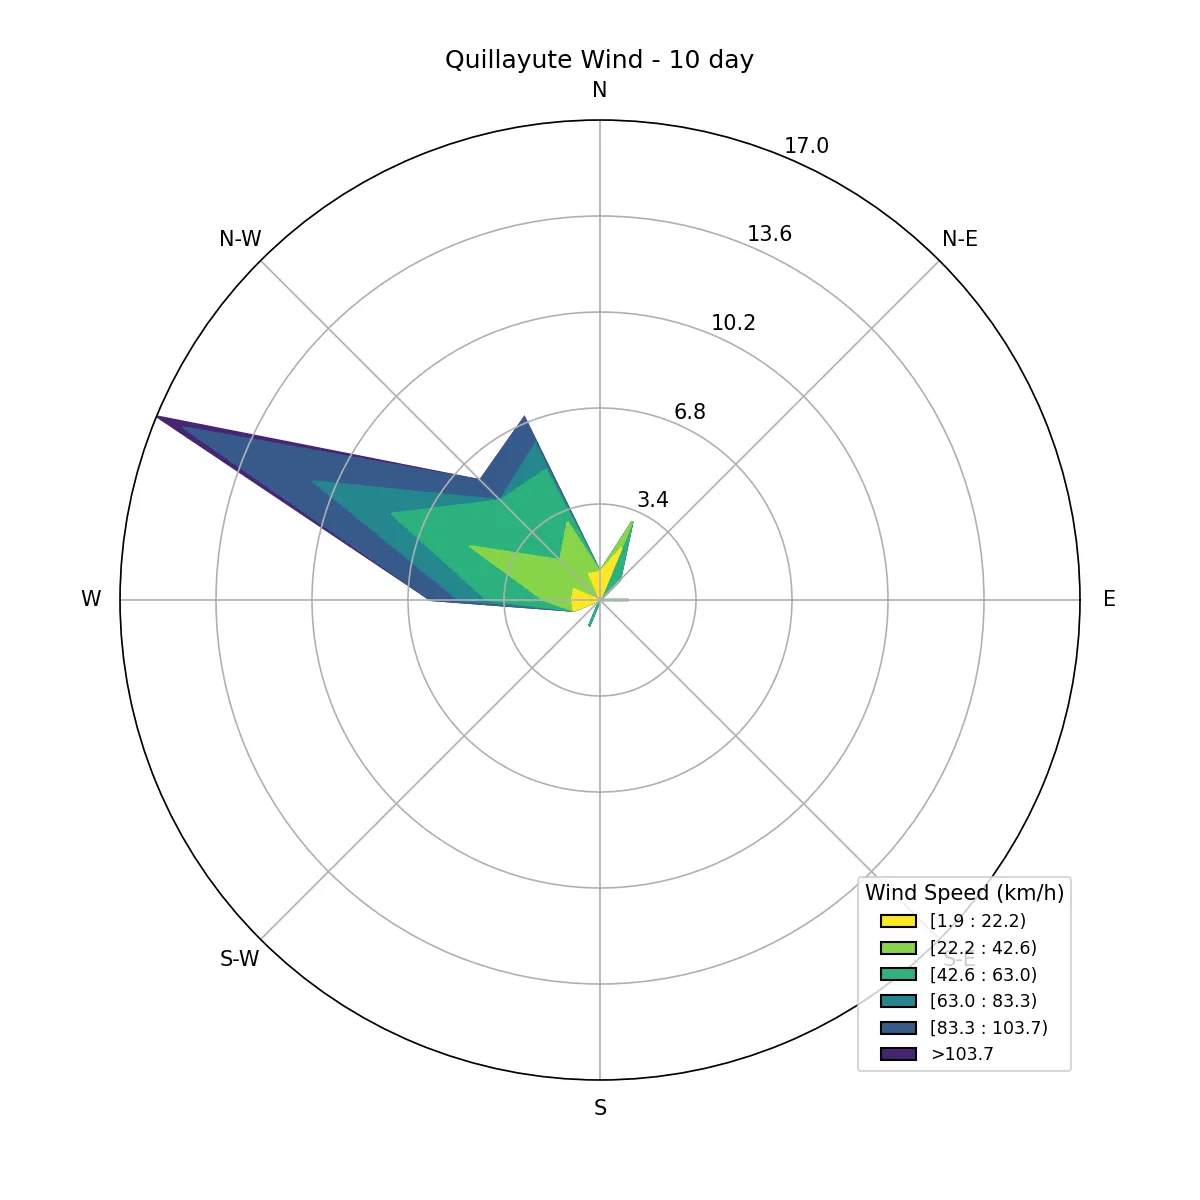 Quillayute Wind - 10 day
N
17.0
13.6
N-W
N-E
10.2
6.8
3.4
W
E
Wind Speed (km/h)
[1.9 : 22.2)
[22.2 : 42.6)
[42.6 : 63.0)
[63.0 : 83.3)
[83.3 : 103.7)
>103.7
S-W
S-E
S